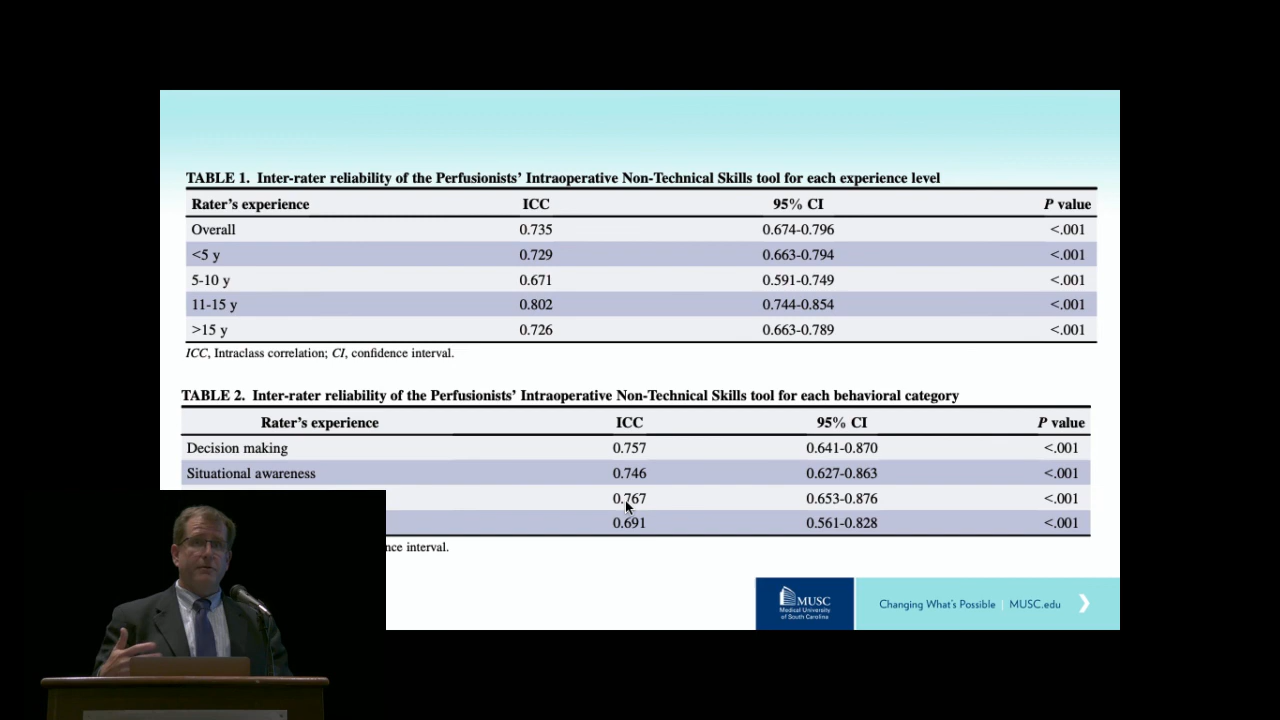 TABLE 1. Inter-rater reliability of the Perfusionists' Intraoperative Non-Technical Skills tool for each experience level
Rater's experience ICC 95% CI P value
Overall 0.735 0.674-0.796 <.001
<5 y 0.729 0.663-0.794 <.001
5-10 y 0.671 0.591-0.749 <.001
11-15 y 0.802 0.744-0.854 <.001
>15 y 0.726 0.663-0.789 <.001
ICC, Intraclass correlation; CI, confidence interval.
TABLE 2. Inter-rater reliability of the Perfusionists' Intraoperative Non-Technical Skills tool for each behavioral category
Rater's experience ICC 95% CI P value
Decision making 0.757 0.641-0.870 <.001
Situational awareness 0.746 0.627-0.863 <.001
0.767 0.653-0.876 <.001
0.691 0.561-0.828 <.001
nce interval.
MUSC
Medical University
of South Carolina
Changing What's Possible | MUSC.edu